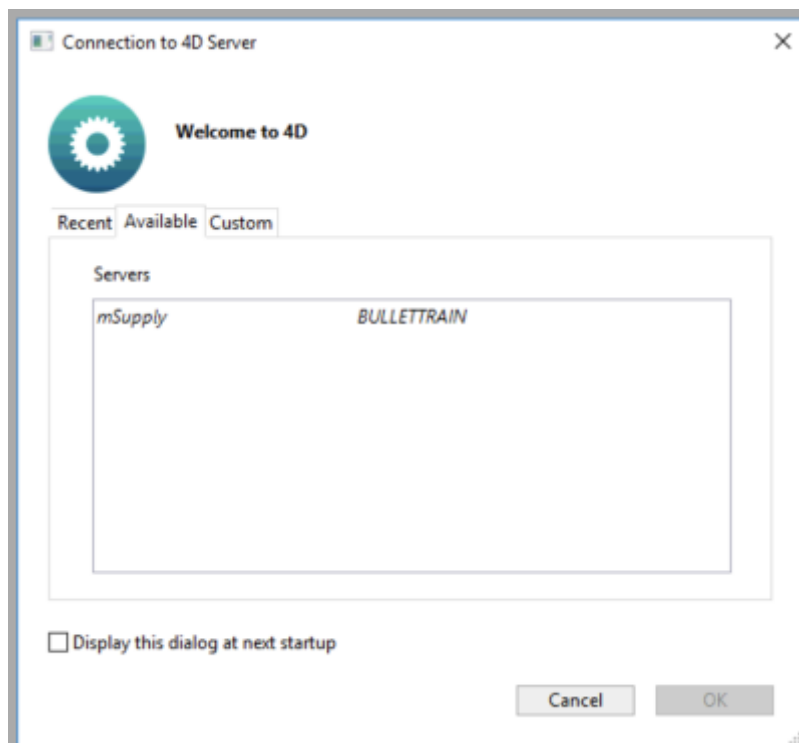 Connection to 4D Server
Welcome to 4D
Recent Available Custom
Servers
mSupply BULLETTRAIN
Display this dialog at next startup
Cancel OK